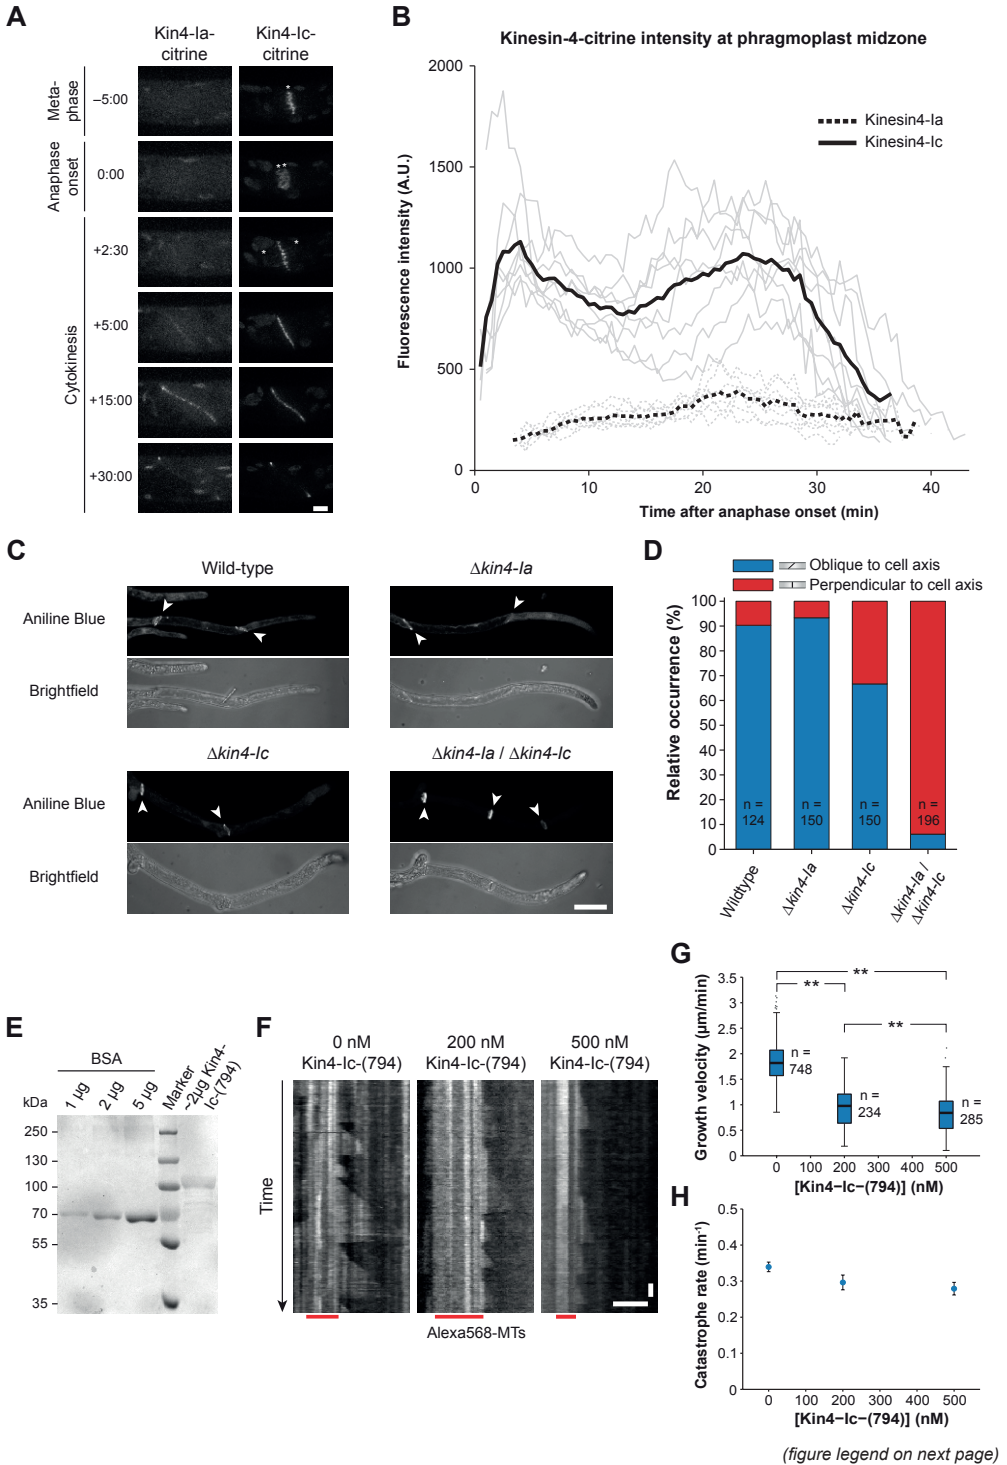 A
Kin4-Ia-
citrine
Kin4-Ic-
citrine
Meta-
phase
–5:00
Anaphase
onset
0:00
Cytokinesis
+2:30
+5:00
+15:00
+30:00
* 
**
* *
B
Kinesin-4-citrine intensity at phragmoplast midzone
Fluorescence intensity (A.U.)
2000
1500
1000
500
0
Kinesin4-Ia
Kinesin4-Ic
0 10 20 30 40
Time after anaphase onset (min)
C
Wild-type
Δkin4-Ia
Aniline Blue
Brightfield
Δkin4-Ic
Δkin4-Ia / Δkin4-Ic
Aniline Blue
Brightfield
D
Oblique to cell axis
Perpendicular to cell axis
Relative occurrence (%)
100
90
80
70
60
50
40
30
20
10
0
n =
124
n =
150
n =
150
n =
196
Wildtype
Δkin4-Ia
Δkin4-Ic
Δkin4-Ia /
Δkin4-Ic
E
BSA
1 µg
2 µg
5 µg
Marker
~2µg Kin4-
Ic-(794)
kDa
250
130
100
70
55
35
F
0 nM
Kin4-Ic-(794)
200 nM
Kin4-Ic-(794)
500 nM
Kin4-Ic-(794)
Time
Alexa568-MTs
G
Growth velocity (µm/min)
3.5
3
2.5
2
1.5
1
0.5
0
**
**
**
n =
748
n =
234
n =
285
0 100 200 300 400 500
[Kin4–Ic–(794)] (nM)
H
Catastrophe rate (min⁻¹)
0.5
0.4
0.3
0.2
0.1
0
0 100 200 300 400 500
[Kin4–Ic–(794)] (nM)
(figure legend on next page)